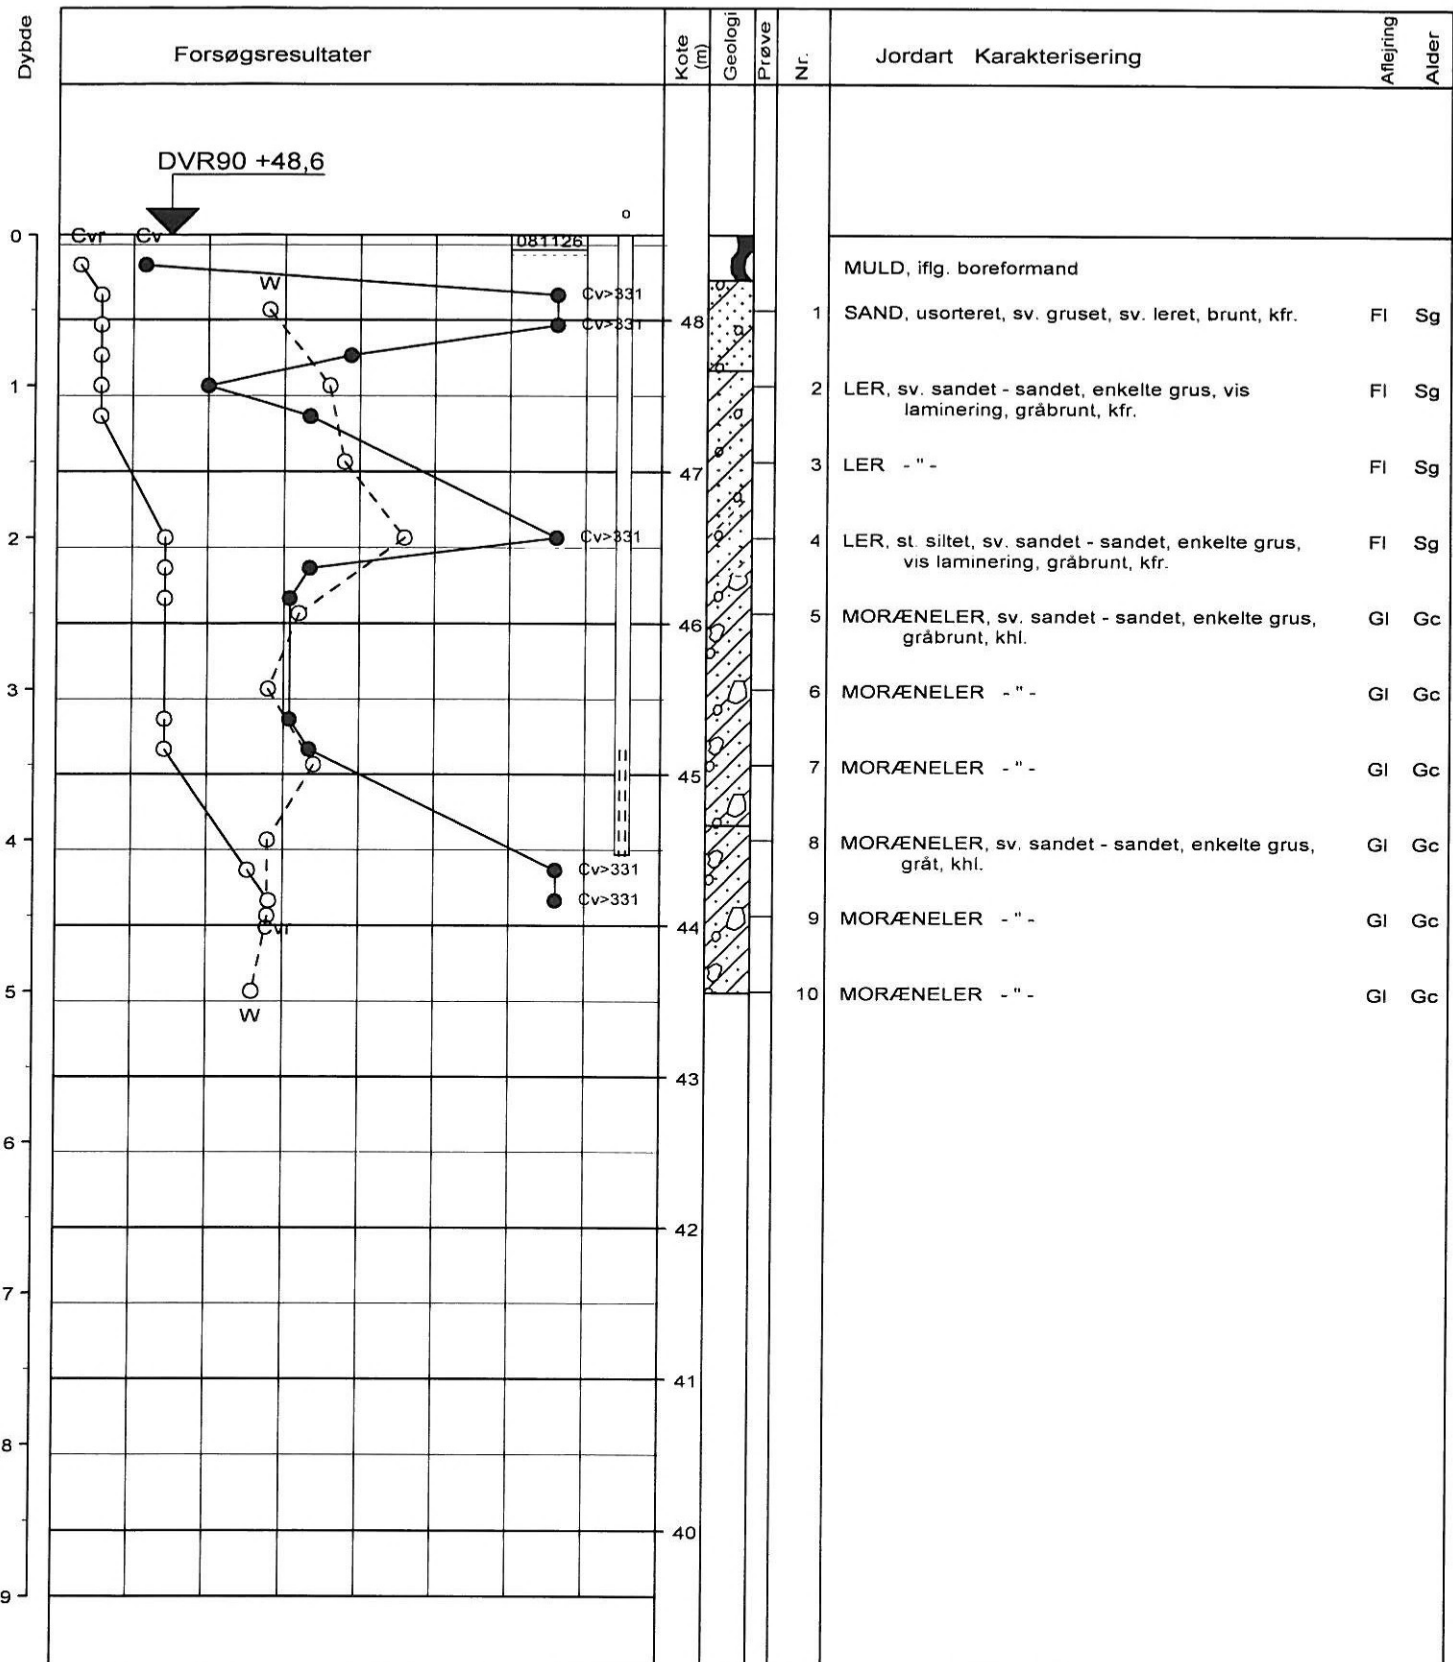 Dybde
Forsøgsresultater
Kote (m)
Geologi
Prøve
Nr.
Jordart Karakterisering
Aflejring
Alder
DVR90 +48,6
0
Cvr
Cv
081126
o
W
MULD, iflg. boreformand
Cv>331
Cv>331
48
1 SAND, usorteret, sv. gruset, sv. leret, brunt, kfr. Fl Sg
1
2 LER, sv. sandet - sandet, enkelte grus, vis Fl Sg
laminering, gråbrunt, kfr.
47
3 LER - " - Fl Sg
2
Cv>331
4 LER, st. siltet, sv. sandet - sandet, enkelte grus, Fl Sg
vis laminering, gråbrunt, kfr.
46
5 MORÆNELER, sv. sandet - sandet, enkelte grus, Gl Gc
gråbrunt, khl.
3
6 MORÆNELER - " - Gl Gc
45
7 MORÆNELER - " - Gl Gc
4
8 MORÆNELER, sv. sandet - sandet, enkelte grus, Gl Gc
gråt, khl.
Cv>331
Cv>331
44
Cvr
9 MORÆNELER - " - Gl Gc
5
10 MORÆNELER - " - Gl Gc
W
43
6
42
7
41
8
40
9